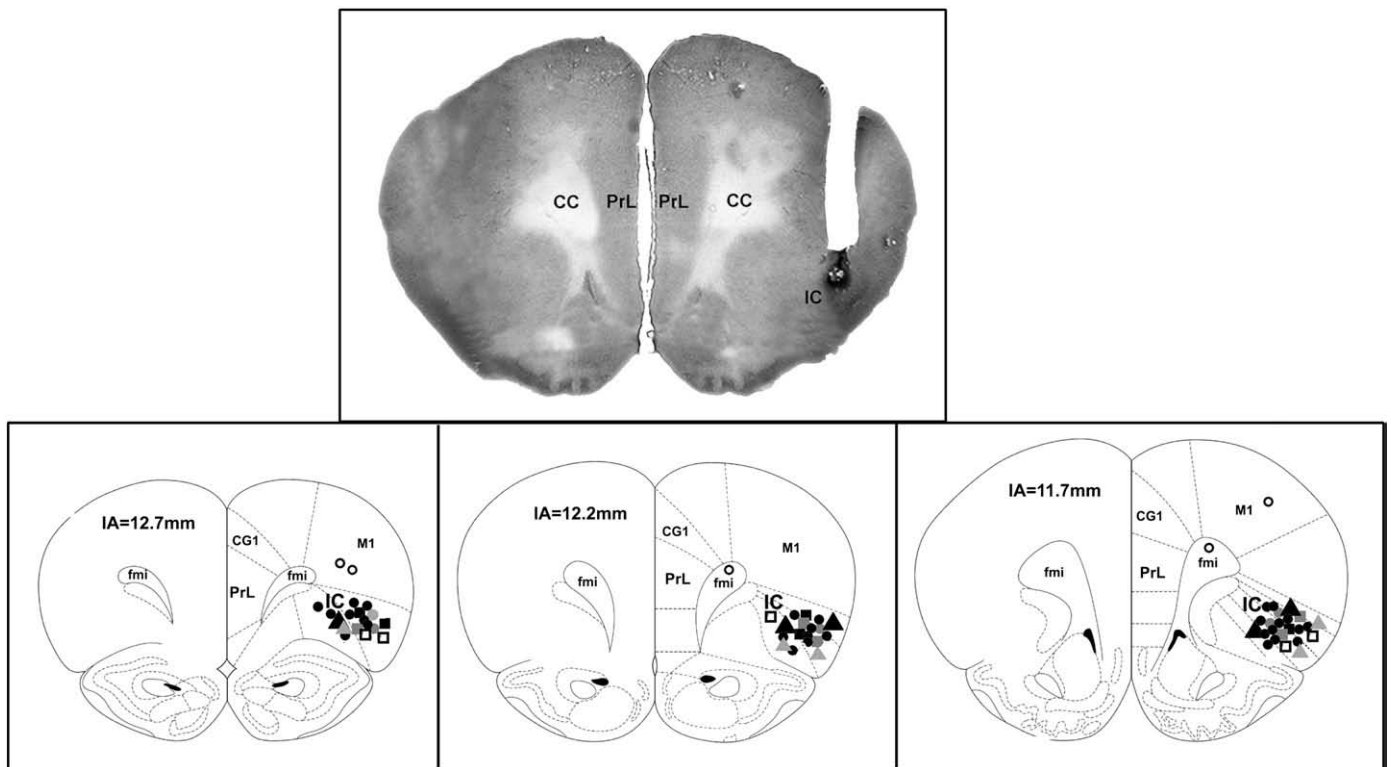 CC PrL PrL CC
IC
IA=12.7mm
CG1
M1
fmi
fmi
PrL
IC
IA=12.2mm
CG1
M1
fmi
fmi
PrL
IC
IA=11.7mm
CG1
M1
fmi
fmi
PrL
IC